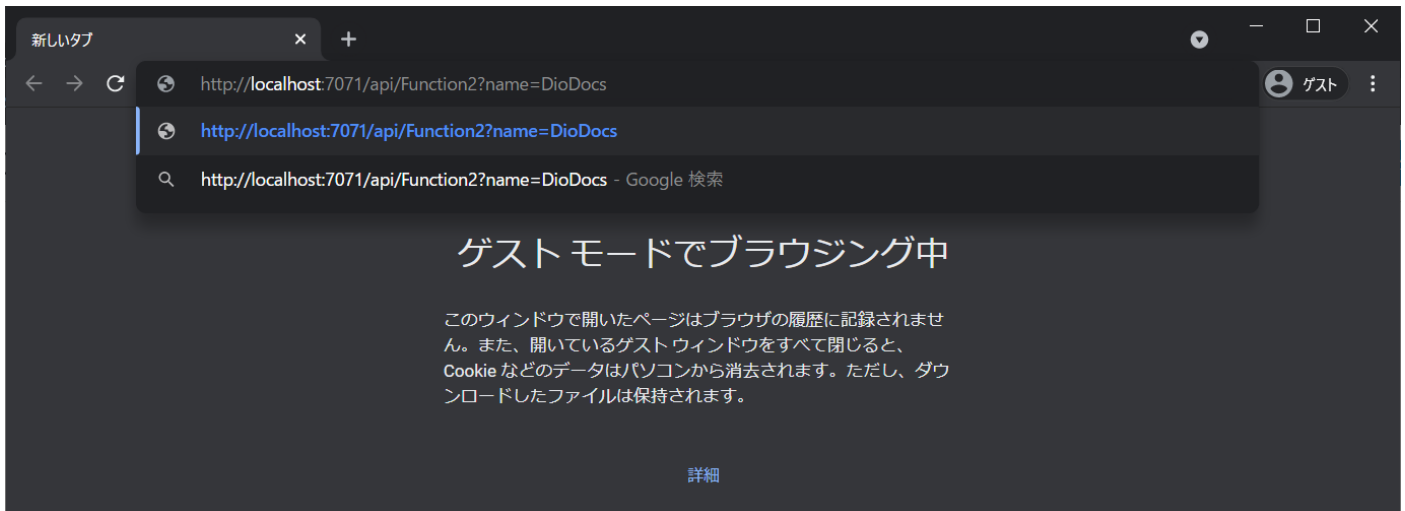 新しいタブ
http://localhost:7071/api/Function2?name=DioDocs
ゲスト
http://localhost:7071/api/Function2?name=DioDocs
http://localhost:7071/api/Function2?name=DioDocs - Google 検索
ゲスト モードでブラウジング中
このウィンドウで開いたページはブラウザの履歴に記録されませ
ん。また、開いているゲスト ウィンドウをすべて閉じると、
Cookie などのデータはパソコンから消去されます。ただし、ダウ
ンロードしたファイルは保持されます。
詳細